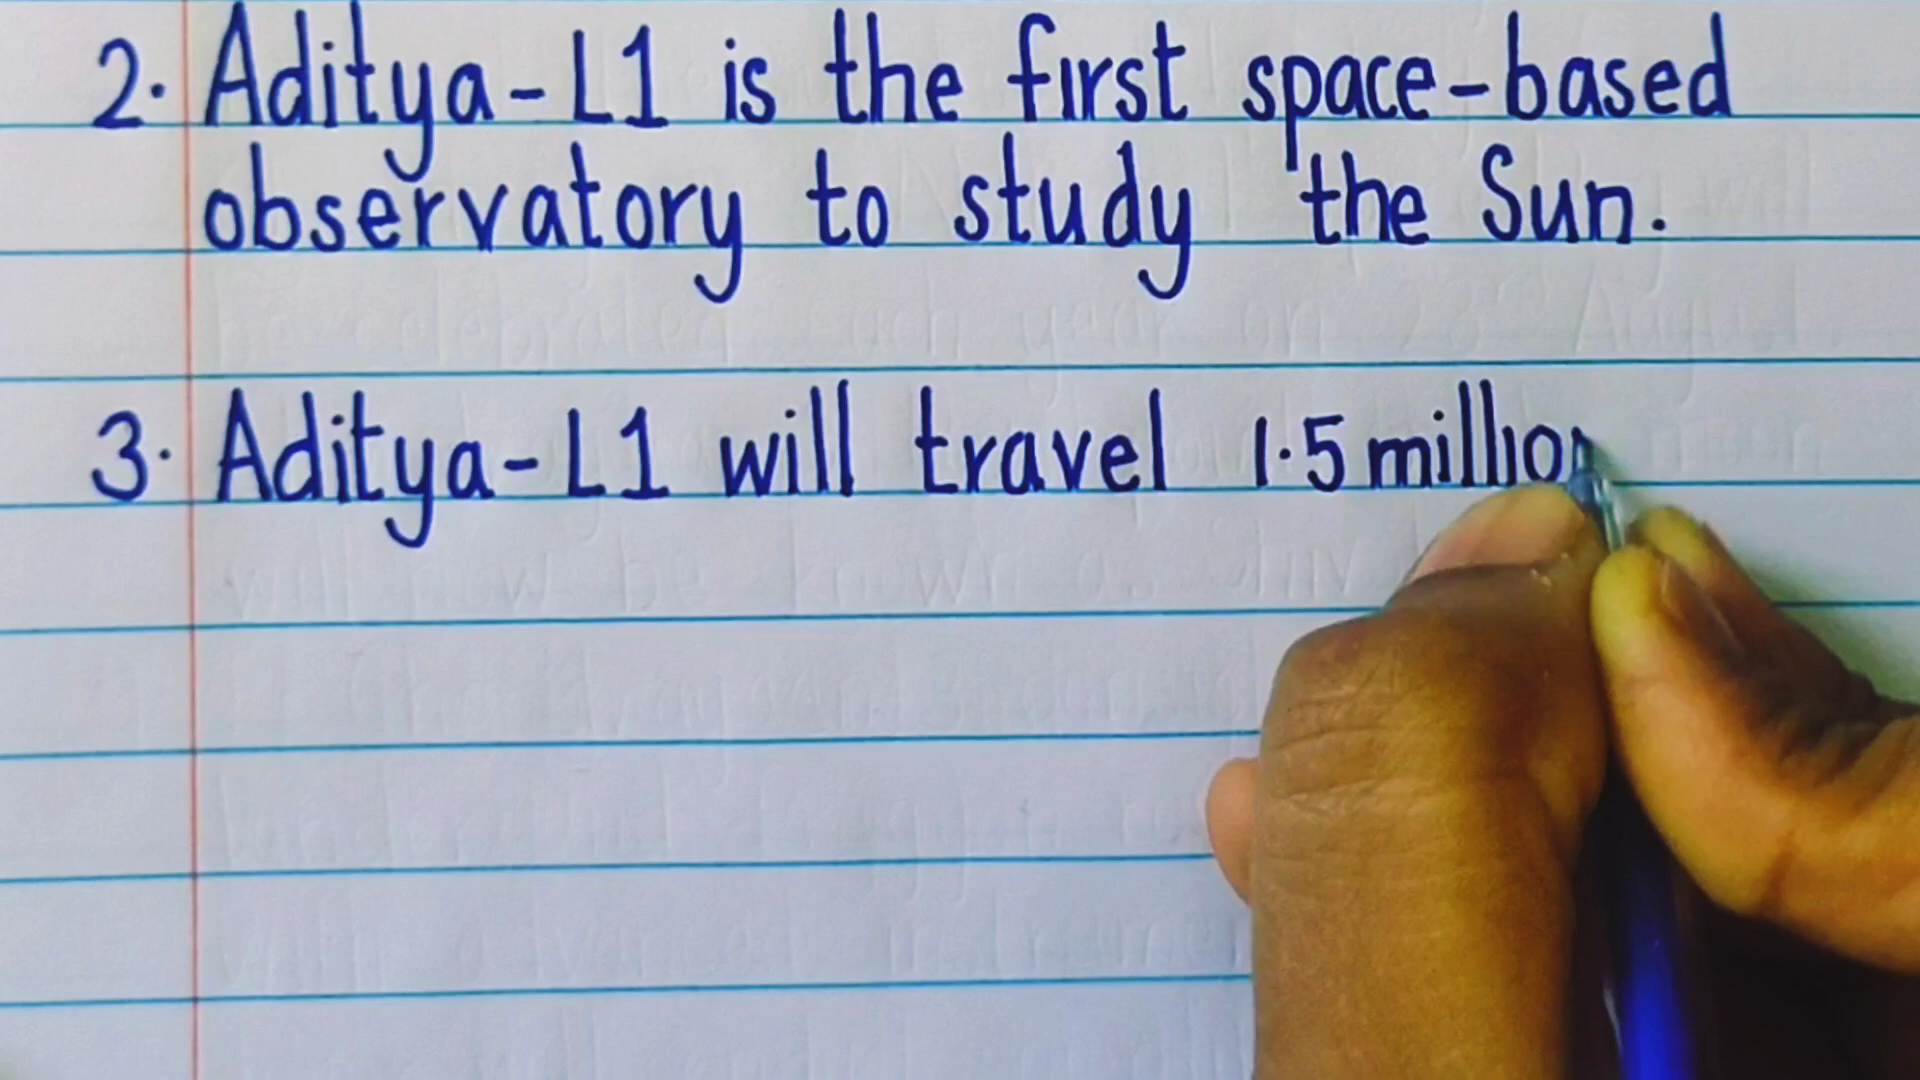 2. Aditya-L1 is the first space-based
observatory to study the Sun.
3. Aditya-L1 will travel 1.5 million